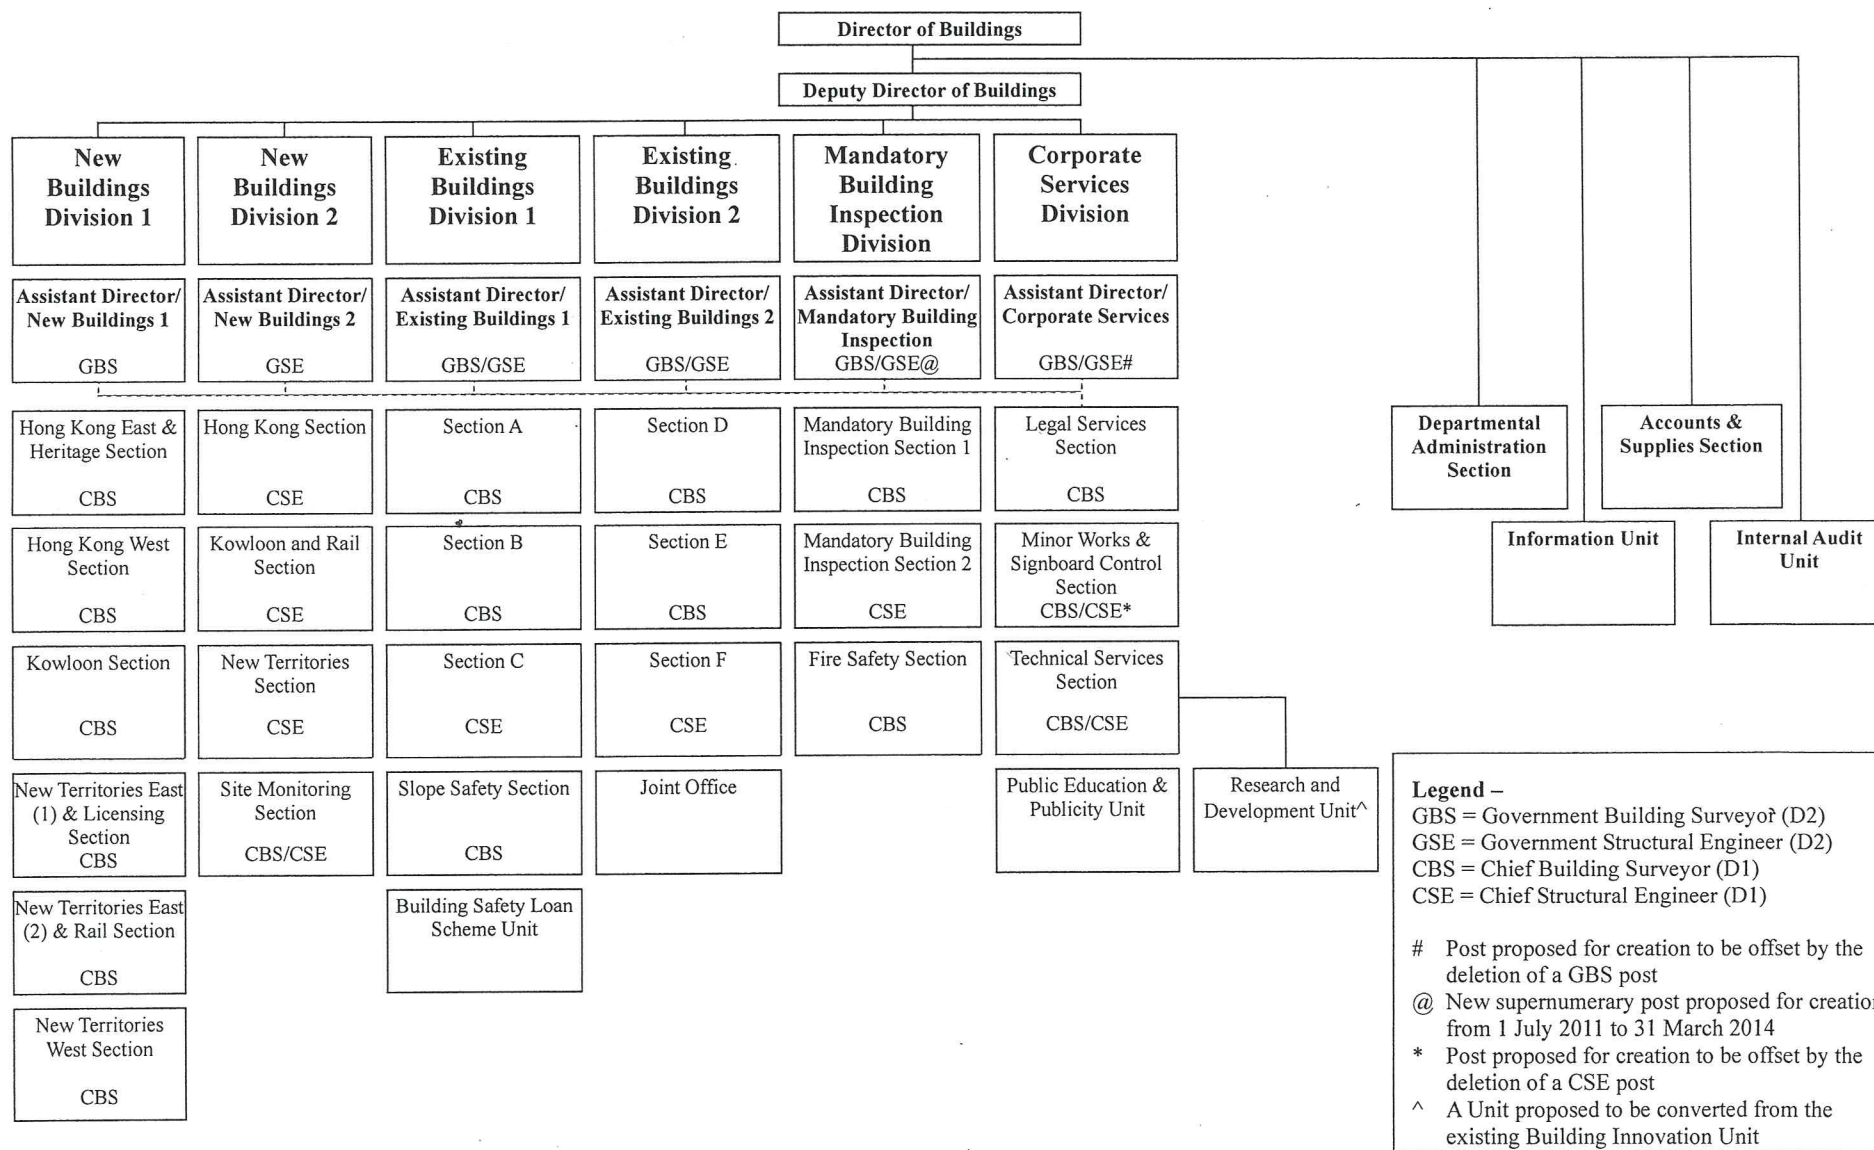 Director of Buildings
Deputy Director of Buildings
New
Buildings
Division 1
New
Buildings
Division 2
Existing
Buildings
Division 1
Existing
Buildings
Division 2
Mandatory
Building
Inspection
Division
Corporate
Services
Division
Assistant Director/
New Buildings 1
GBS
Assistant Director/
New Buildings 2
GSE
Assistant Director/
Existing Buildings 1
GBS/GSE
Assistant Director/
Existing Buildings 2
GBS/GSE
Assistant Director/
Mandatory Building
Inspection
GBS/GSE@
Assistant Director/
Corporate Services
GBS/GSE#
Hong Kong East &
Heritage Section
CBS
Hong Kong Section
CSE
Section A
CBS
Section D
CBS
Mandatory Building
Inspection Section 1
CBS
Legal Services
Section
CBS
Departmental
Administration
Section
Accounts &
Supplies Section
Hong Kong West
Section
CBS
Kowloon and Rail
Section
CSE
Section B
CBS
Section E
CBS
Mandatory Building
Inspection Section 2
CSE
Minor Works &
Signboard Control
Section
CBS/CSE*
Information Unit
Internal Audit
Unit
Kowloon Section
CBS
New Territories
Section
CSE
Section C
CSE
Section F
CSE
Fire Safety Section
CBS
Technical Services
Section
CBS/CSE
New Territories East
(1) & Licensing
Section
CBS
Site Monitoring
Section
CBS/CSE
Slope Safety Section
CBS
Joint Office
Public Education &
Publicity Unit
Research and
Development Unit^
New Territories East
(2) & Rail Section
CBS
Building Safety Loan
Scheme Unit
New Territories
West Section
CBS
Legend –
GBS = Government Building Surveyor (D2)
GSE = Government Structural Engineer (D2)
CBS = Chief Building Surveyor (D1)
CSE = Chief Structural Engineer (D1)
# Post proposed for creation to be offset by the
deletion of a GBS post
@ New supernumerary post proposed for creation
from 1 July 2011 to 31 March 2014
* Post proposed for creation to be offset by the
deletion of a CSE post
^ A Unit proposed to be converted from the
existing Building Innovation Unit